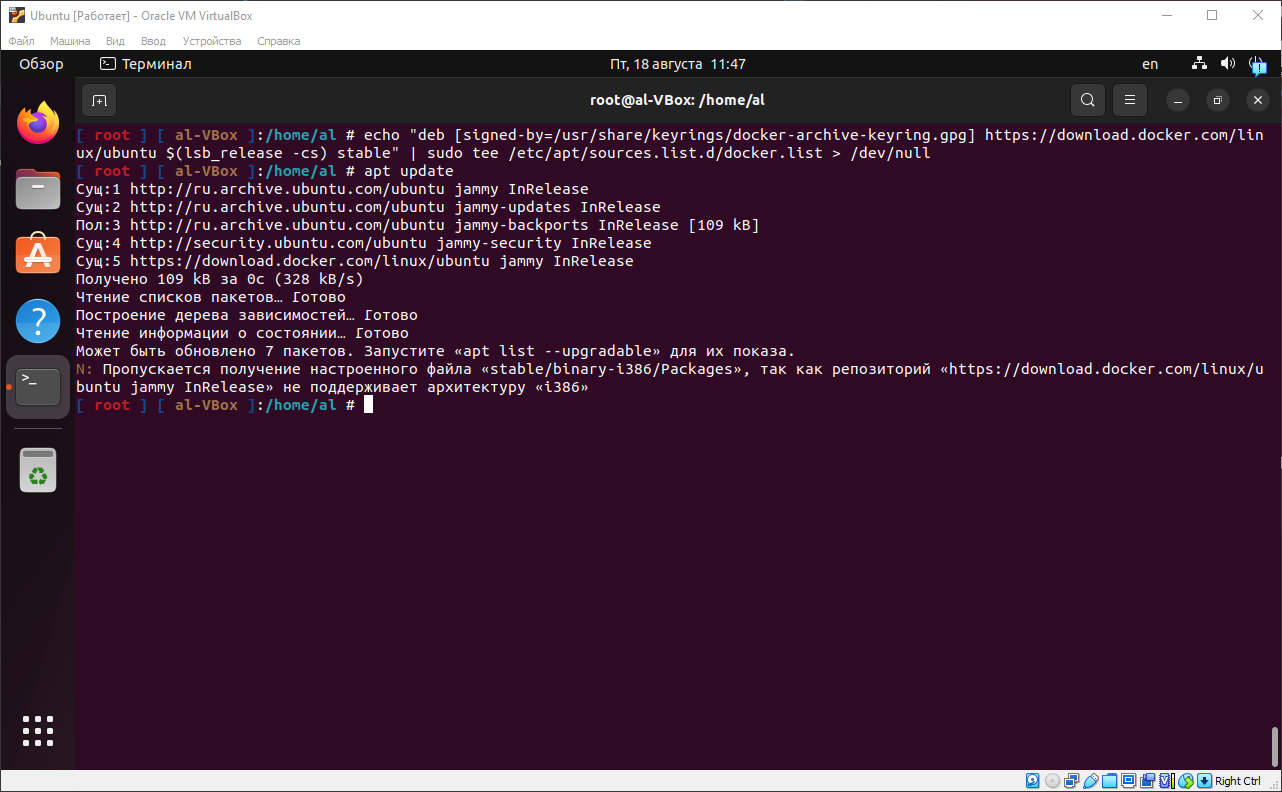 Ubuntu [Работает] - Oracle VM VirtualBox
Файл Машина Вид Ввод Устройства Справка
Обзор Терминал Пт, 18 августа 11:47 en
root@al-VBox: /home/al
[ root ] [ al-VBox ]:/home/al # echo "deb [signed-by=/usr/share/keyrings/docker-archive-keyring.gpg] https://download.docker.com/lin
ux/ubuntu $(lsb_release -cs) stable" | sudo tee /etc/apt/sources.list.d/docker.list > /dev/null
[ root ] [ al-VBox ]:/home/al # apt update
Сущ:1 http://ru.archive.ubuntu.com/ubuntu jammy InRelease
Сущ:2 http://ru.archive.ubuntu.com/ubuntu jammy-updates InRelease
Пол:3 http://ru.archive.ubuntu.com/ubuntu jammy-backports InRelease [109 kB]
Сущ:4 http://security.ubuntu.com/ubuntu jammy-security InRelease
Сущ:5 https://download.docker.com/linux/ubuntu jammy InRelease
Получено 109 kB за 0с (328 kB/s)
Чтение списков пакетов… Готово
Построение дерева зависимостей… Готово
Чтение информации о состоянии… Готово
Может быть обновлено 7 пакетов. Запустите «apt list --upgradable» для их показа.
N: Пропускается получение настроенного файла «stable/binary-i386/Packages», так как репозиторий «https://download.docker.com/linux/u
buntu jammy InRelease» не поддерживает архитектуру «i386»
[ root ] [ al-VBox ]:/home/al #
Right Ctrl